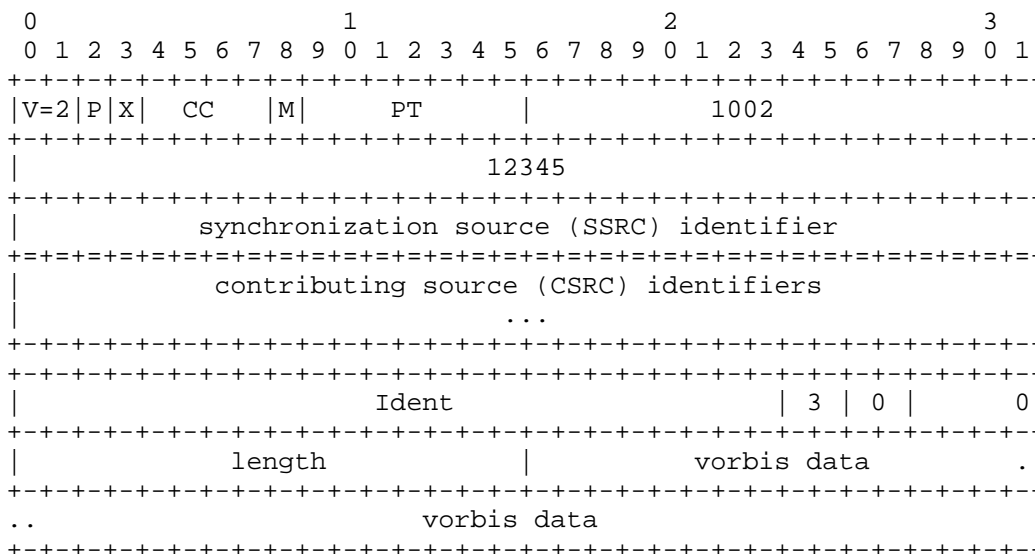 0                   1                   2                   3
 0 1 2 3 4 5 6 7 8 9 0 1 2 3 4 5 6 7 8 9 0 1 2 3 4 5 6 7 8 9 0 1
+-+-+-+-+-+-+-+-+-+-+-+-+-+-+-+-+-+-+-+-+-+-+-+-+-+-+-+-+-+-+-+--
|V=2|P|X|  CC   |M|     PT      |           1002
+-+-+-+-+-+-+-+-+-+-+-+-+-+-+-+-+-+-+-+-+-+-+-+-+-+-+-+-+-+-+-+--
|                             12345
+-+-+-+-+-+-+-+-+-+-+-+-+-+-+-+-+-+-+-+-+-+-+-+-+-+-+-+-+-+-+-+--
|           synchronization source (SSRC) identifier
+=+=+=+=+=+=+=+=+=+=+=+=+=+=+=+=+=+=+=+=+=+=+=+=+=+=+=+=+=+=+=+=-
|            contributing source (CSRC) identifiers
|                              ...
+-+-+-+-+-+-+-+-+-+-+-+-+-+-+-+-+-+-+-+-+-+-+-+-+-+-+-+-+-+-+-+--
+-+-+-+-+-+-+-+-+-+-+-+-+-+-+-+-+-+-+-+-+-+-+-+-+-+-+-+-+-+-+-+--
|                      Ident                    | 3 | 0 |      0
+-+-+-+-+-+-+-+-+-+-+-+-+-+-+-+-+-+-+-+-+-+-+-+-+-+-+-+-+-+-+-+--
|             length            |          vorbis data         .
+-+-+-+-+-+-+-+-+-+-+-+-+-+-+-+-+-+-+-+-+-+-+-+-+-+-+-+-+-+-+-+--
..                        vorbis data
+-+-+-+-+-+-+-+-+-+-+-+-+-+-+-+-+-+-+-+-+-+-+-+-+-+-+-+-+-+-+-+--